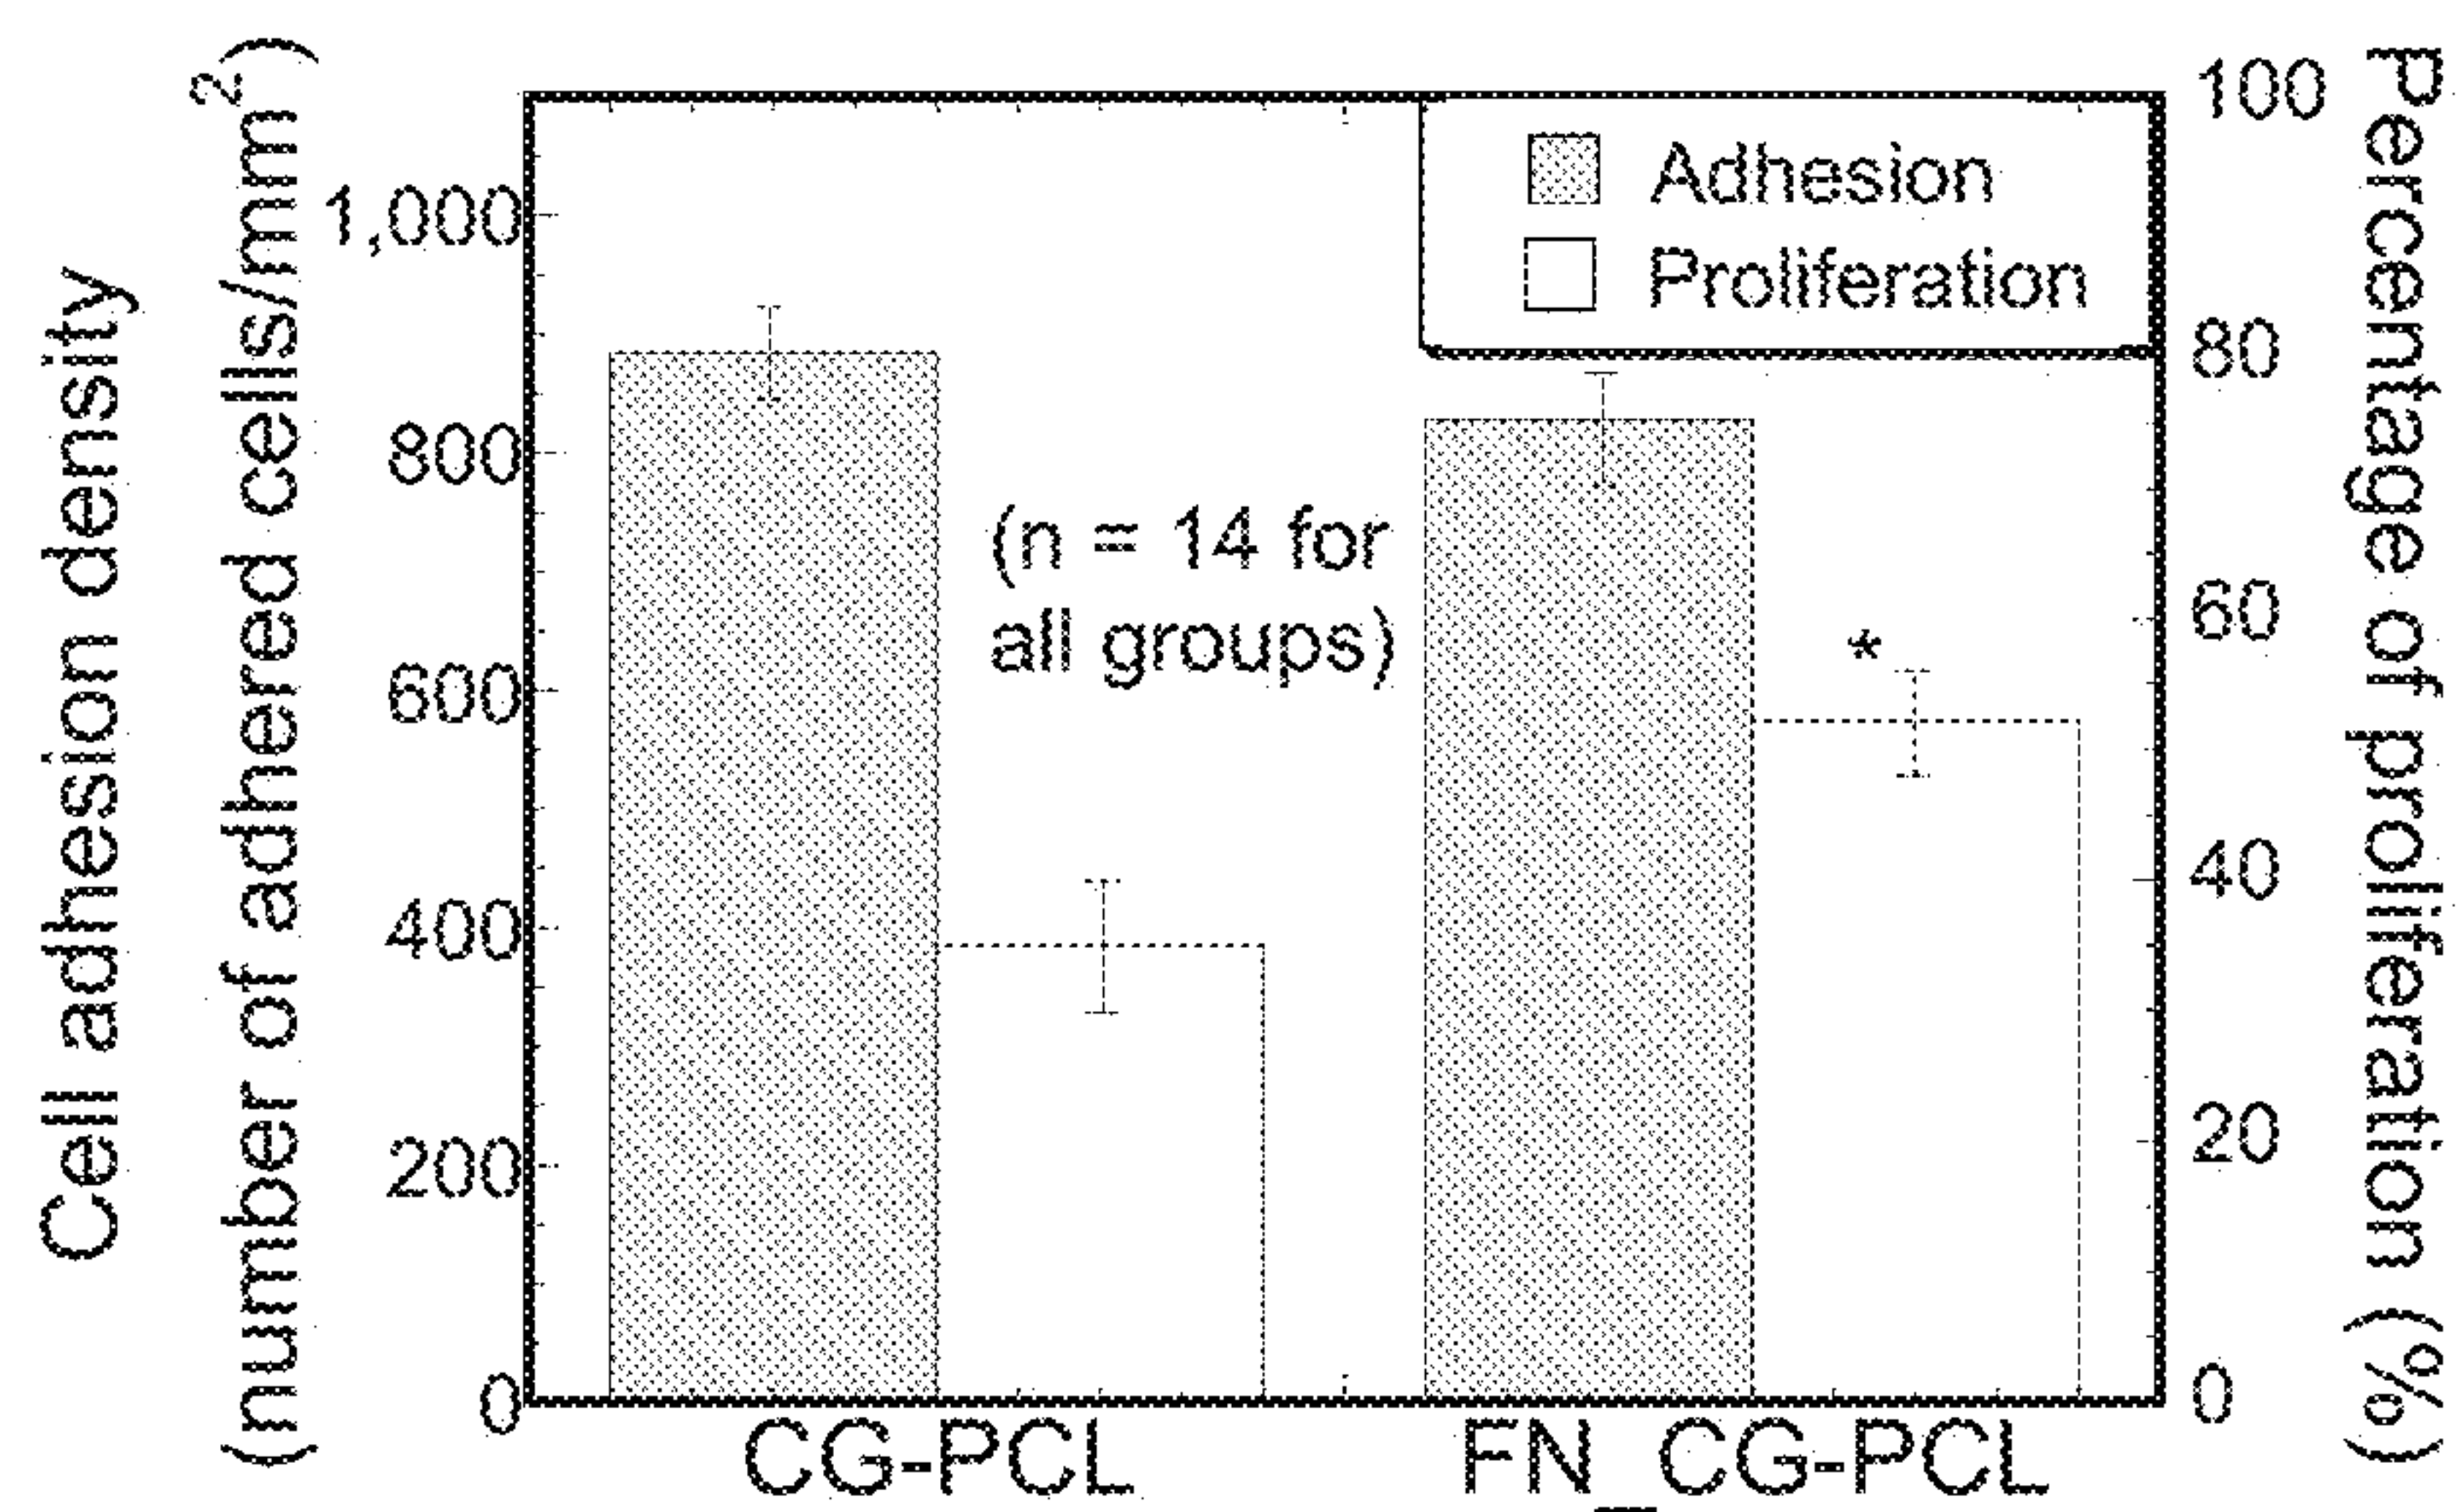 Cell adhesion density
(number of adhered cells/mm²)
1,000
800
600
400
200
0
Adhesion
Proliferation
(n = 14 for
all groups)
*
100
80
60
40
20
0
Percentage of proliferation (%)
CG-PCL
FN_CG-PCL